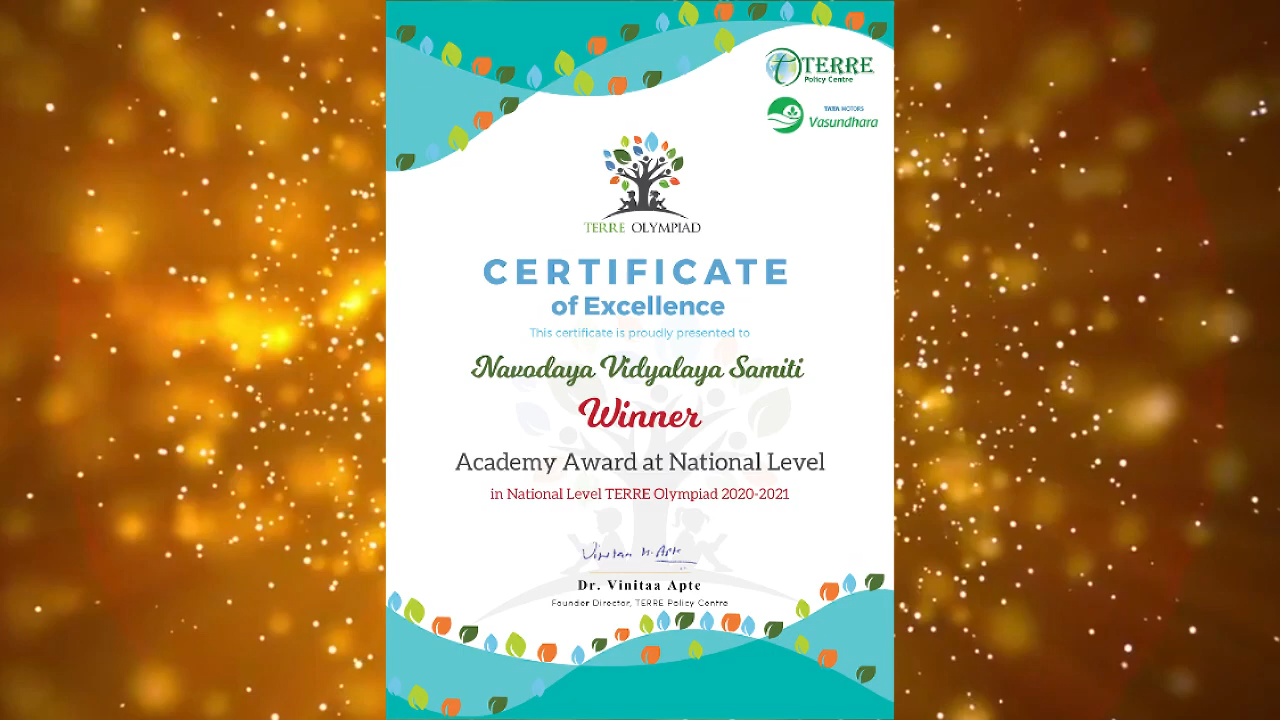 TERRE
Policy Centre
TATA MOTORS
Vasundhara
TERRE OLYMPIAD
CERTIFICATE
of Excellence
This certificate is proudly presented to
Navodaya Vidyalaya Samiti
Winner
Academy Award at National Level
in National Level TERRE Olympiad 2020-2021
Vinitaa M. Apte
Dr. Vinitaa Apte
Founder Director, TERRE Policy Centre